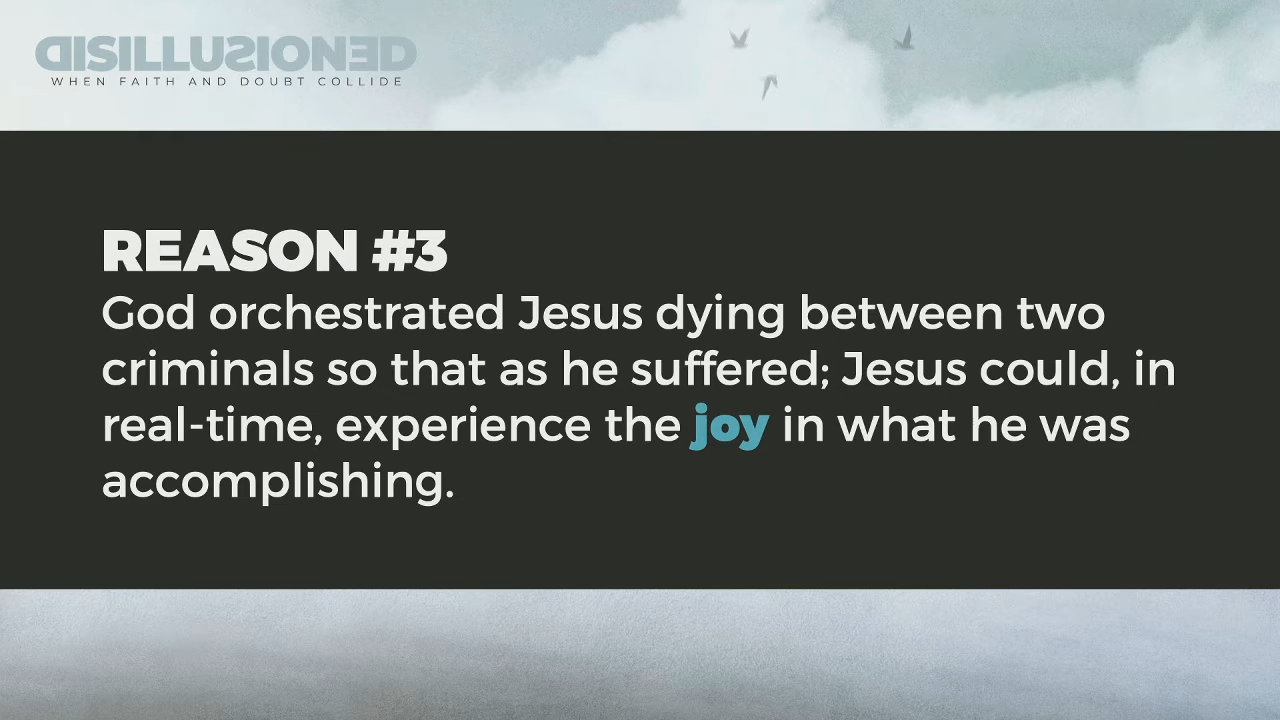 DISILLUSIONED
WHEN FAITH AND DOUBT COLLIDE
REASON #3
God orchestrated Jesus dying between two
criminals so that as he suffered; Jesus could, in
real-time, experience the joy in what he was
accomplishing.